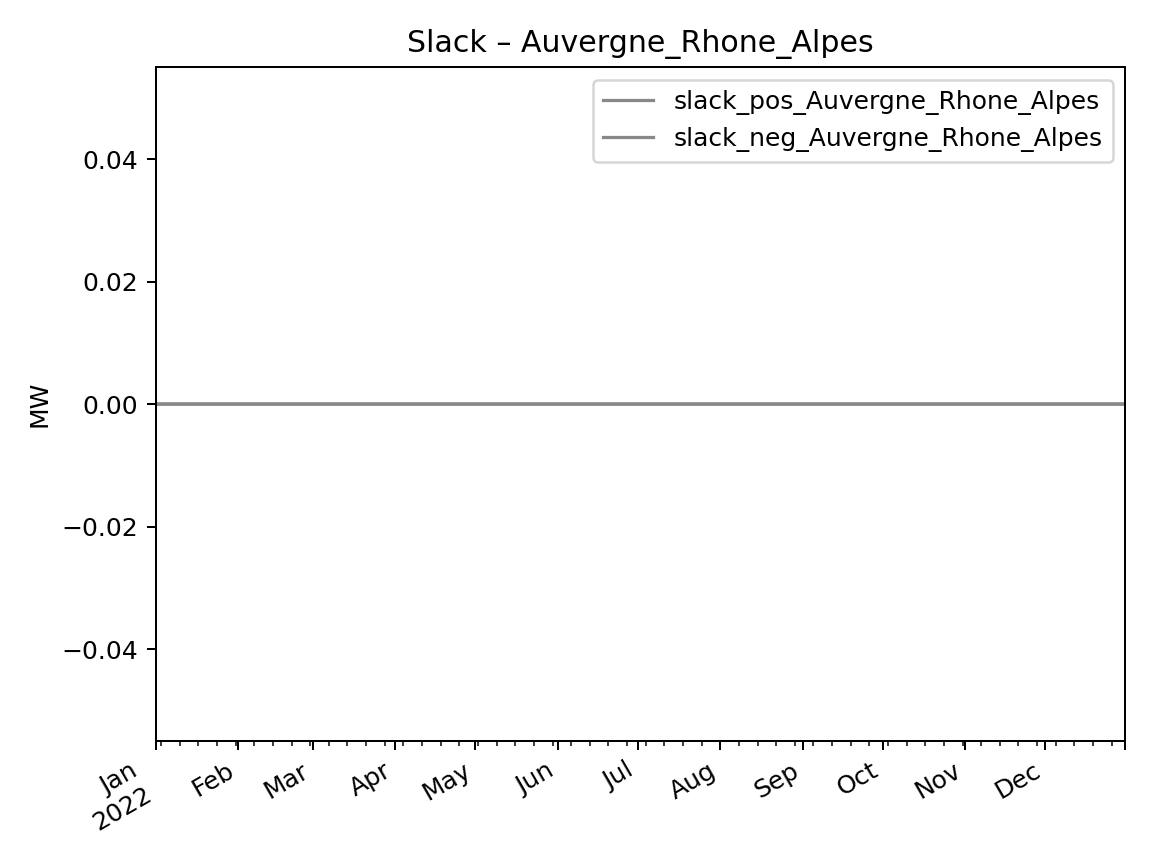 Slack – Auvergne_Rhone_Alpes
slack_pos_Auvergne_Rhone_Alpes
slack_neg_Auvergne_Rhone_Alpes
MW
0.04
0.02
0.00
−0.02
−0.04
Jan
2022
Feb
Mar
Apr
May
Jun
Jul
Aug
Sep
Oct
Nov
Dec